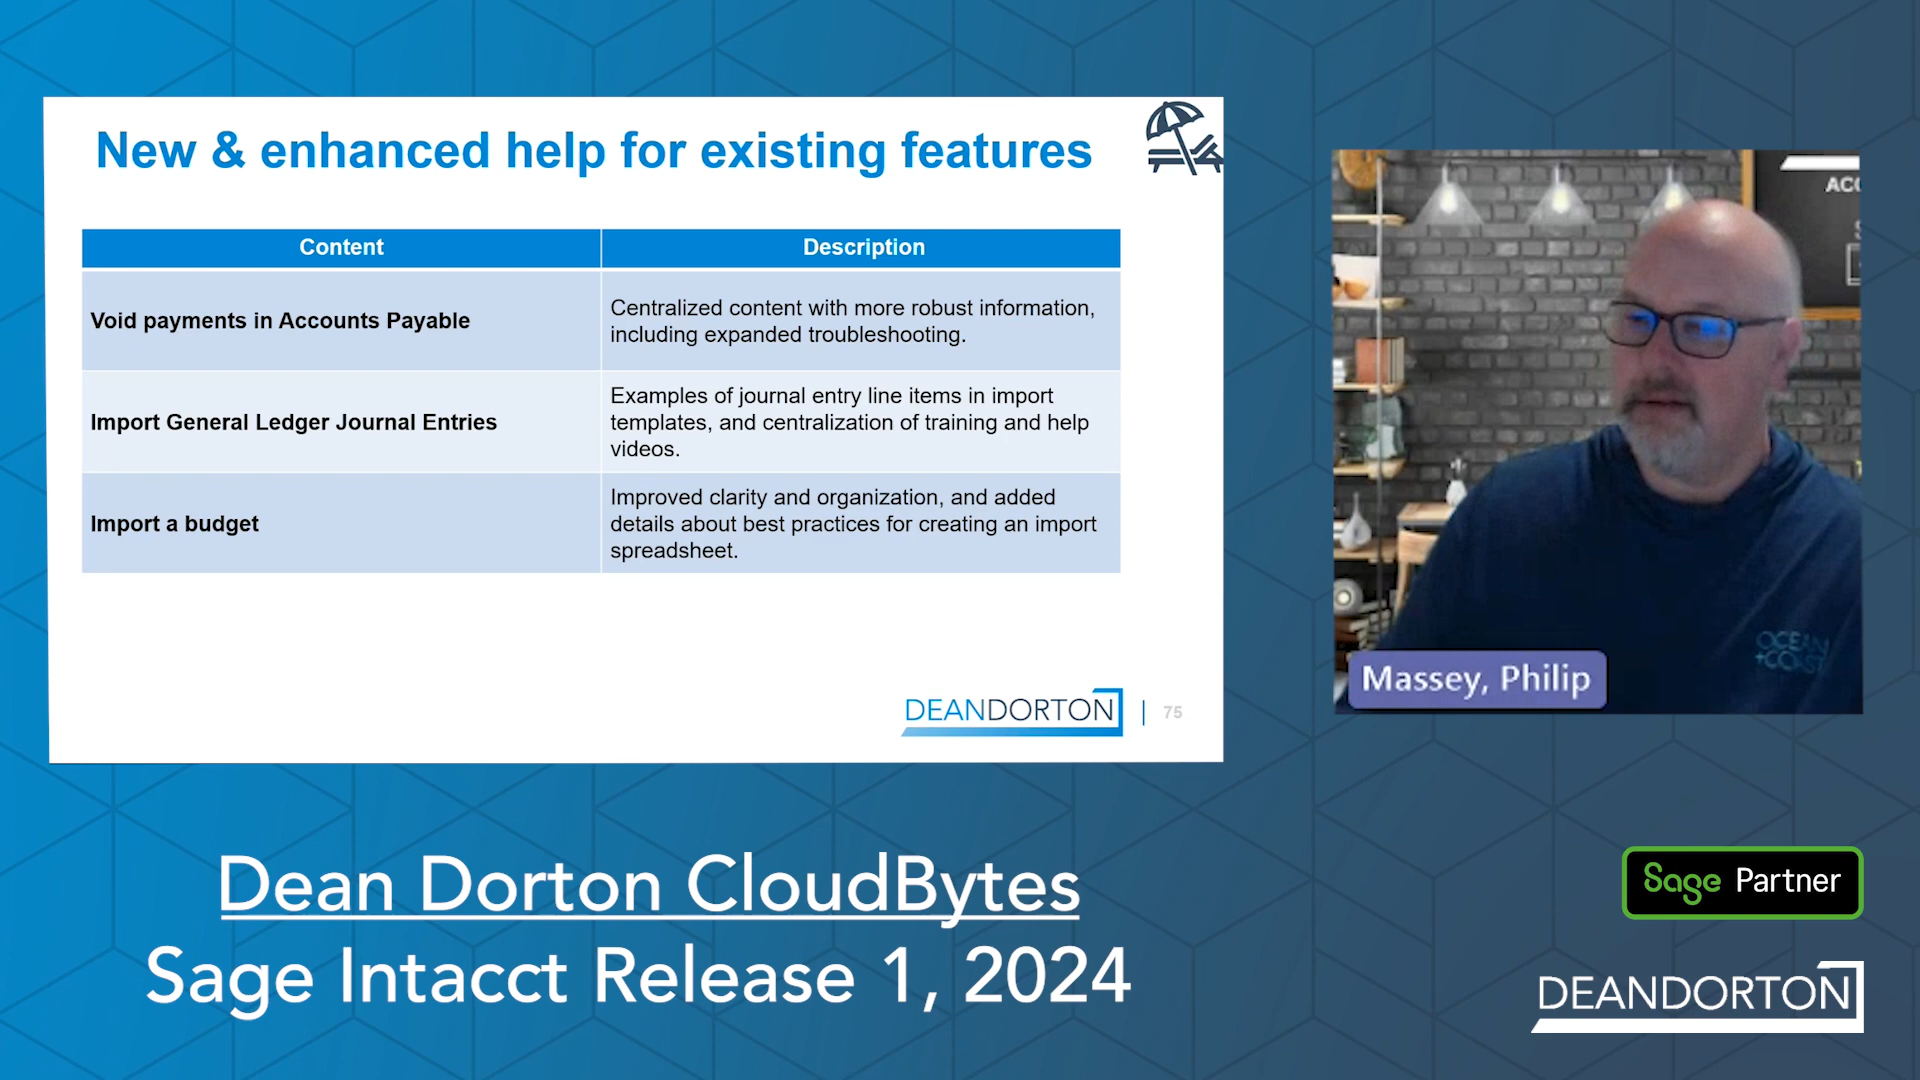 New & enhanced help for existing features
Content
Description
Void payments in Accounts Payable
Centralized content with more robust information,
including expanded troubleshooting.
Import General Ledger Journal Entries
Examples of journal entry line items in import
templates, and centralization of training and help
videos.
Import a budget
Improved clarity and organization, and added
details about best practices for creating an import
spreadsheet.
DEANDORTON
75
ACC
OCEAN
+COAST
Massey, Philip
Dean Dorton CloudBytes
Sage Intacct Release 1, 2024
Sage Partner
DEANDORTON